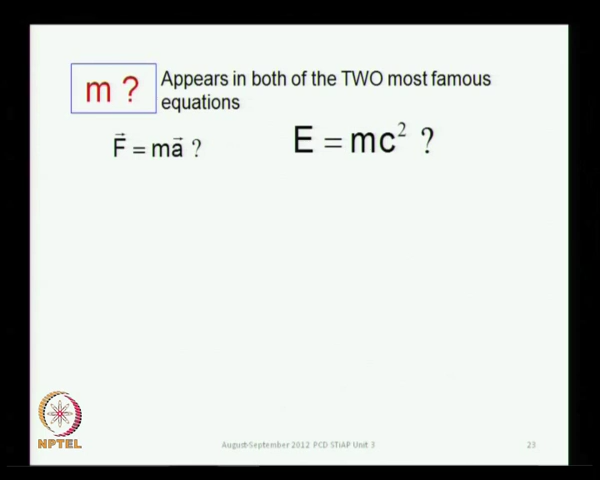 m ?
Appears in both of the TWO most famous
equations
F⃗ = ma⃗ ?
E = mc² ?
NPTEL
August-September 2012 PCD STiAP Unit 3
23